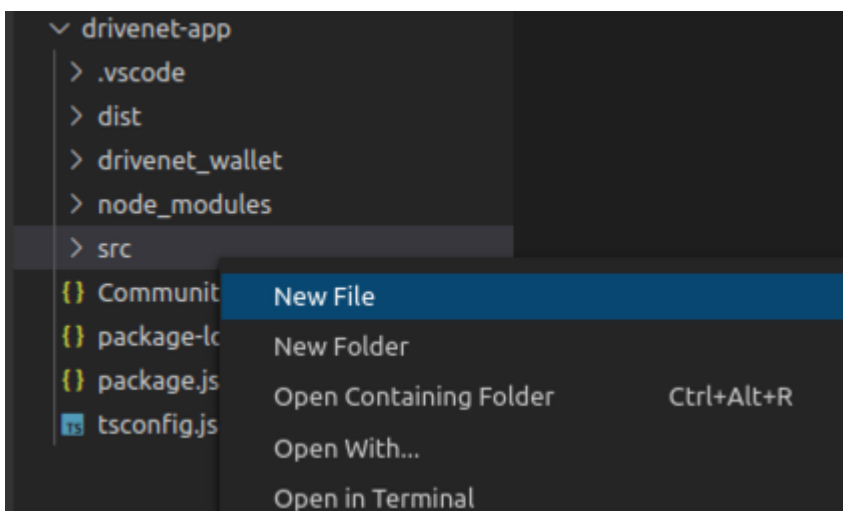 drivenet-app
.vscode
dist
drivenet_wallet
node_modules
src
{} Communit
{} package-lc
{} package.js
TS tsconfig.js
New File
New Folder
Open Containing Folder Ctrl+Alt+R
Open With...
Open in Terminal